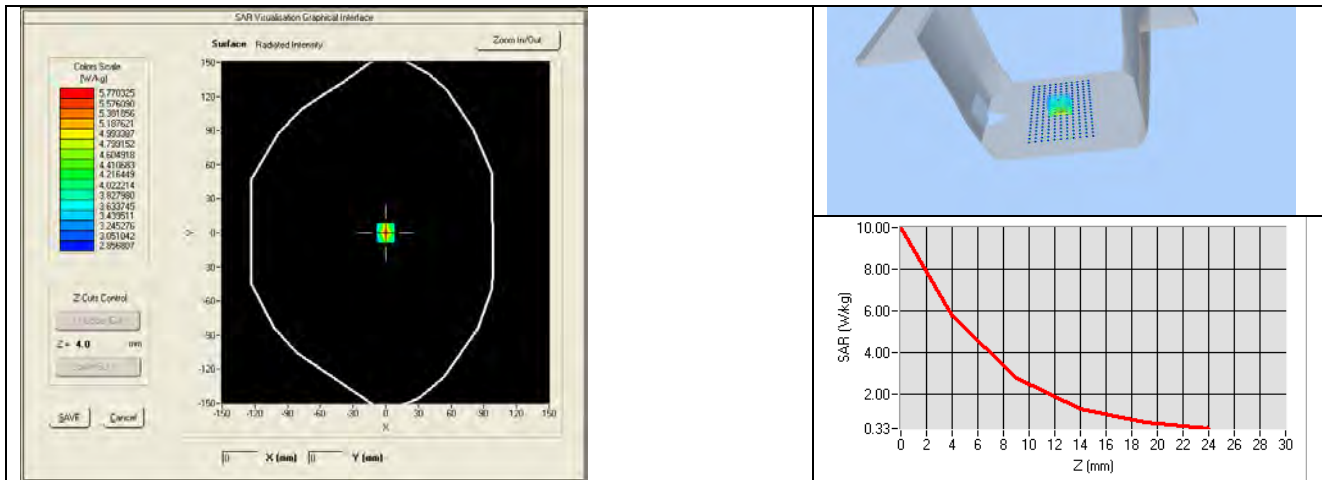 SAR Visualisation Graphical Interface
Surface Radiated Intensity
Zoom In/Out
Colors Scale
(W/kg)
5.770325
5.576090
5.381856
5.187621
4.993387
4.799152
4.604918
4.410683
4.216449
4.022214
3.827980
3.633745
3.439511
3.245276
3.051042
2.856807
Z Cuts Control
Z = 4.0 mm
SAVE Cancel
150-
120-
90-
60-
30-
Y 0-
30-
-60-
-90-
-120-
-150-
-150 -120 -90 -60 -30 0 30 60 90 120 150
X
0 X (mm) 0 Y (mm)
10.00-
8.00-
6.00-
4.00-
2.00-
0.33-
SAR (W/kg)
0 2 4 6 8 10 12 14 16 18 20 22 24 26 28 30
Z (mm)